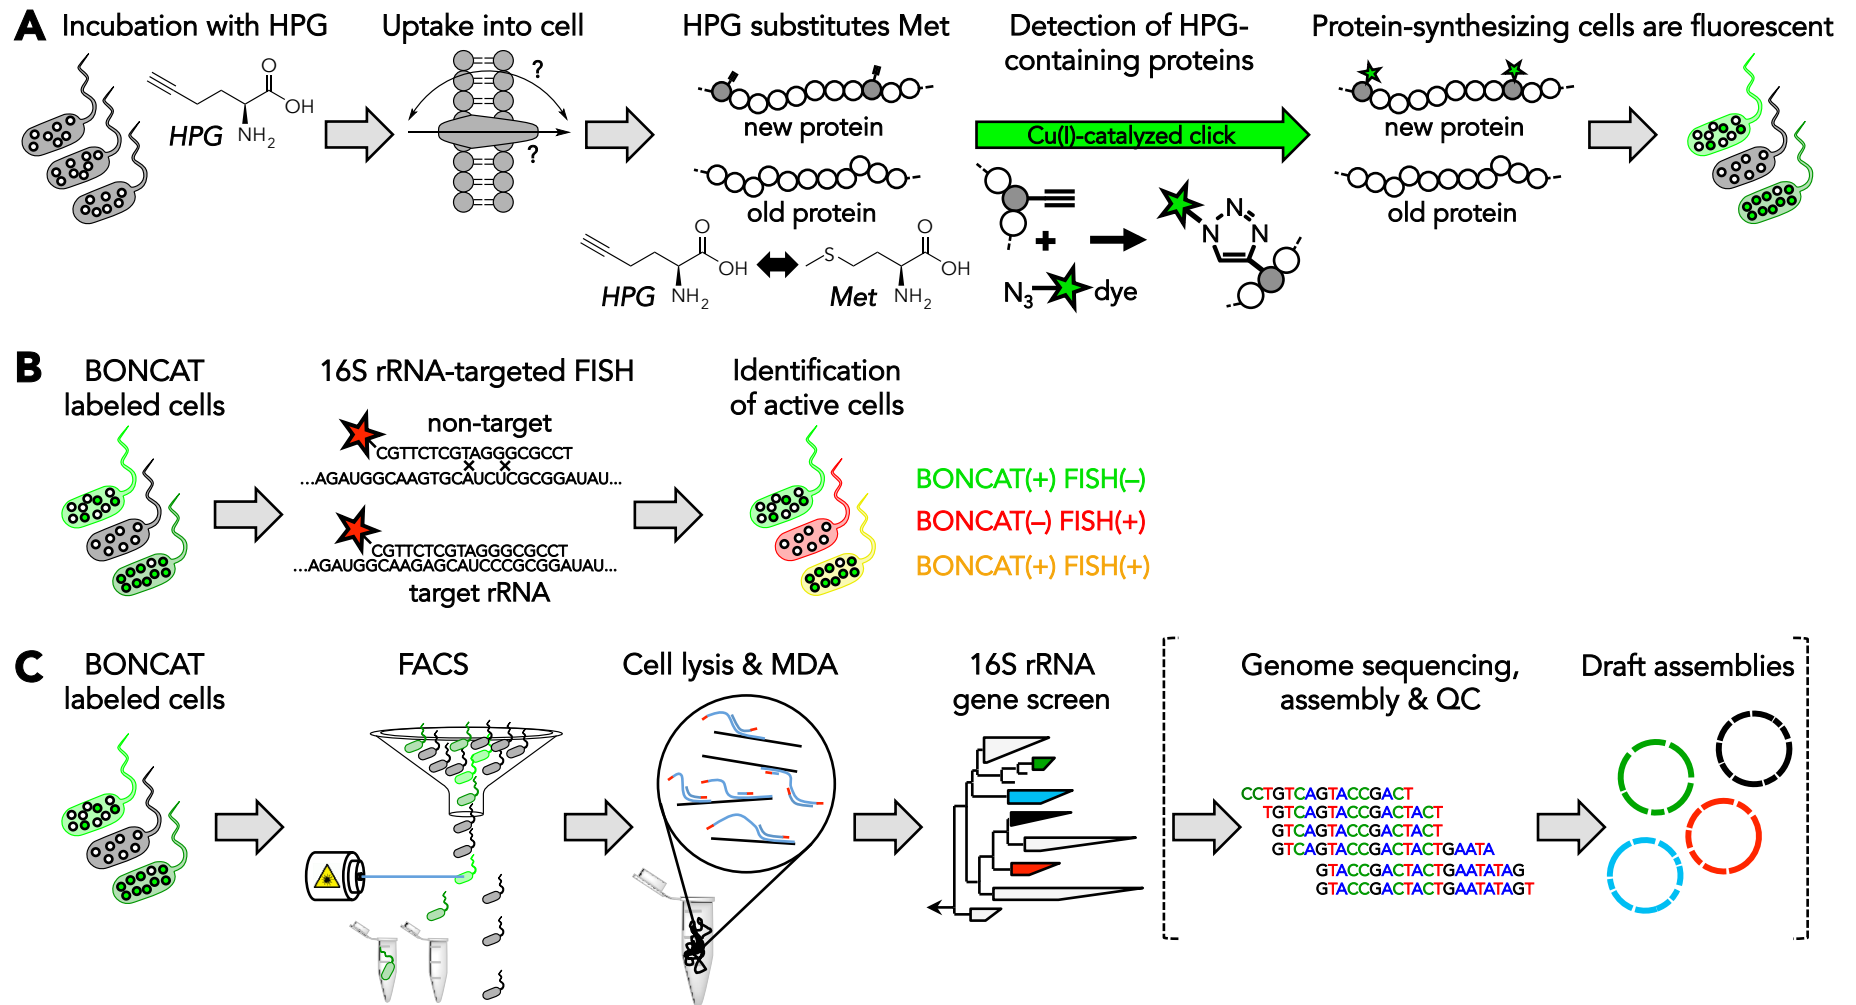 A
Incubation with HPG
HPG
O
OH
NH2
Uptake into cell
?
?
HPG substitutes Met
new protein
old protein
HPG
O
OH
NH2
Met
S
O
OH
NH2
Detection of HPG-
containing proteins
Cu(I)-catalyzed click
+
N3
dye
N
N
N
Protein-synthesizing cells are fluorescent
new protein
old protein
B
BONCAT
labeled cells
16S rRNA-targeted FISH
non-target
CGTTCTCGTAGGGCGCCT
x x
...AGAUGGCAAGUGCAUCUCGCGGAUAU...
CGTTCTCGTAGGGCGCCT
...AGAUGGCAAGAGCAUCCCGCGGAUAU...
target rRNA
Identification
of active cells
BONCAT(+) FISH(–)
BONCAT(–) FISH(+)
BONCAT(+) FISH(+)
C
BONCAT
labeled cells
FACS
Cell lysis & MDA
16S rRNA
gene screen
Genome sequencing,
assembly & QC
CCTGTCAGTACCGACT
TGTCAGTACCGACTACT
GTCAGTACCGACTACT
GTCAGTACCGACTACTGAATA
GTACCGACTACTGAATATAG
GTACCGACTACTGAATATAGT
Draft assemblies